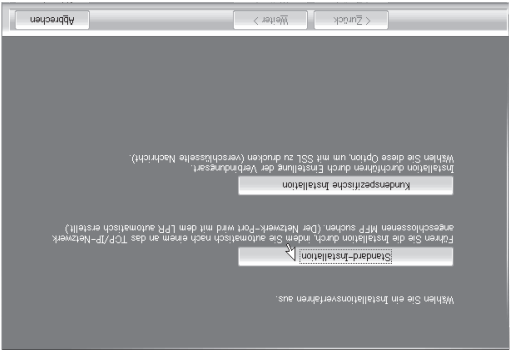 Wählen Sie ein Installationsverfahren aus.
Standard-Installation
Führen Sie die Installation durch, indem Sie automatisch nach einem an das TCP/IP-Netzwerk
angeschlossenen MFP suchen. (Der Netzwerk-Port wird mit dem LPR automatisch erstellt.)
Kundenspezifische Installation
Installation durchführen durch Einstellung der Verbindungsart.
Wählen Sie diese Option, um mit SSL zu drucken (verschlüsselte Nachricht).
< Zurück
Weiter >
Abbrechen